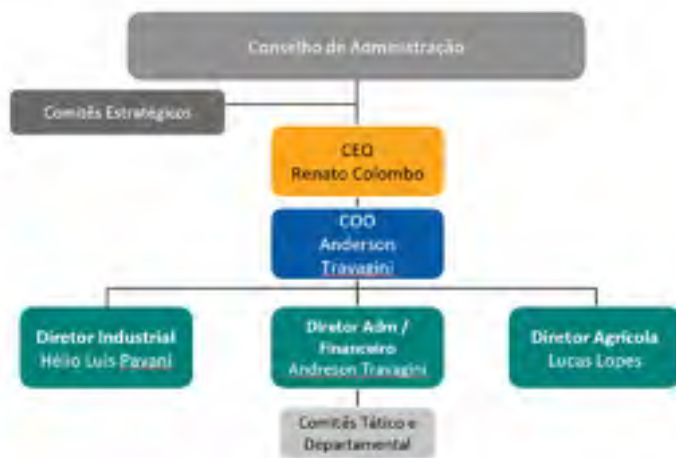 Conselho de Administração
Comitês Estratégicos
CEO
Renato Colombo
COO
Anderson
Travagini
Diretor Industrial
Hélio Luis Pavani
Diretor Adm /
Financeiro
Andreson Travagini
Diretor Agrícola
Lucas Lopes
Comitês Tático e
Departamental